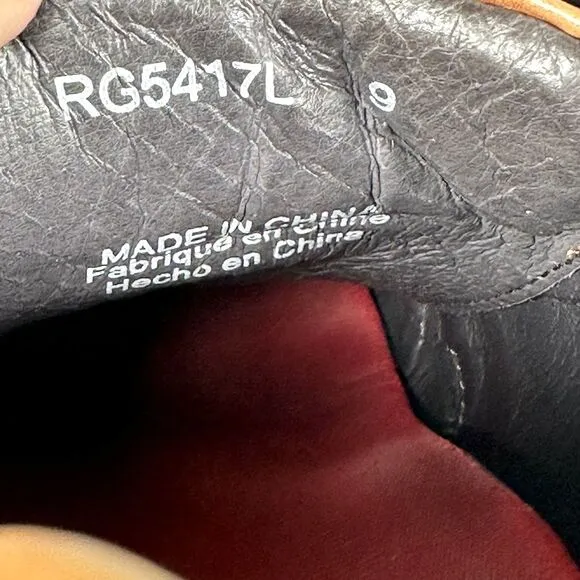 RG5417L 9
MADE IN CHINA
Fabriqué en Chine
Hecho en China